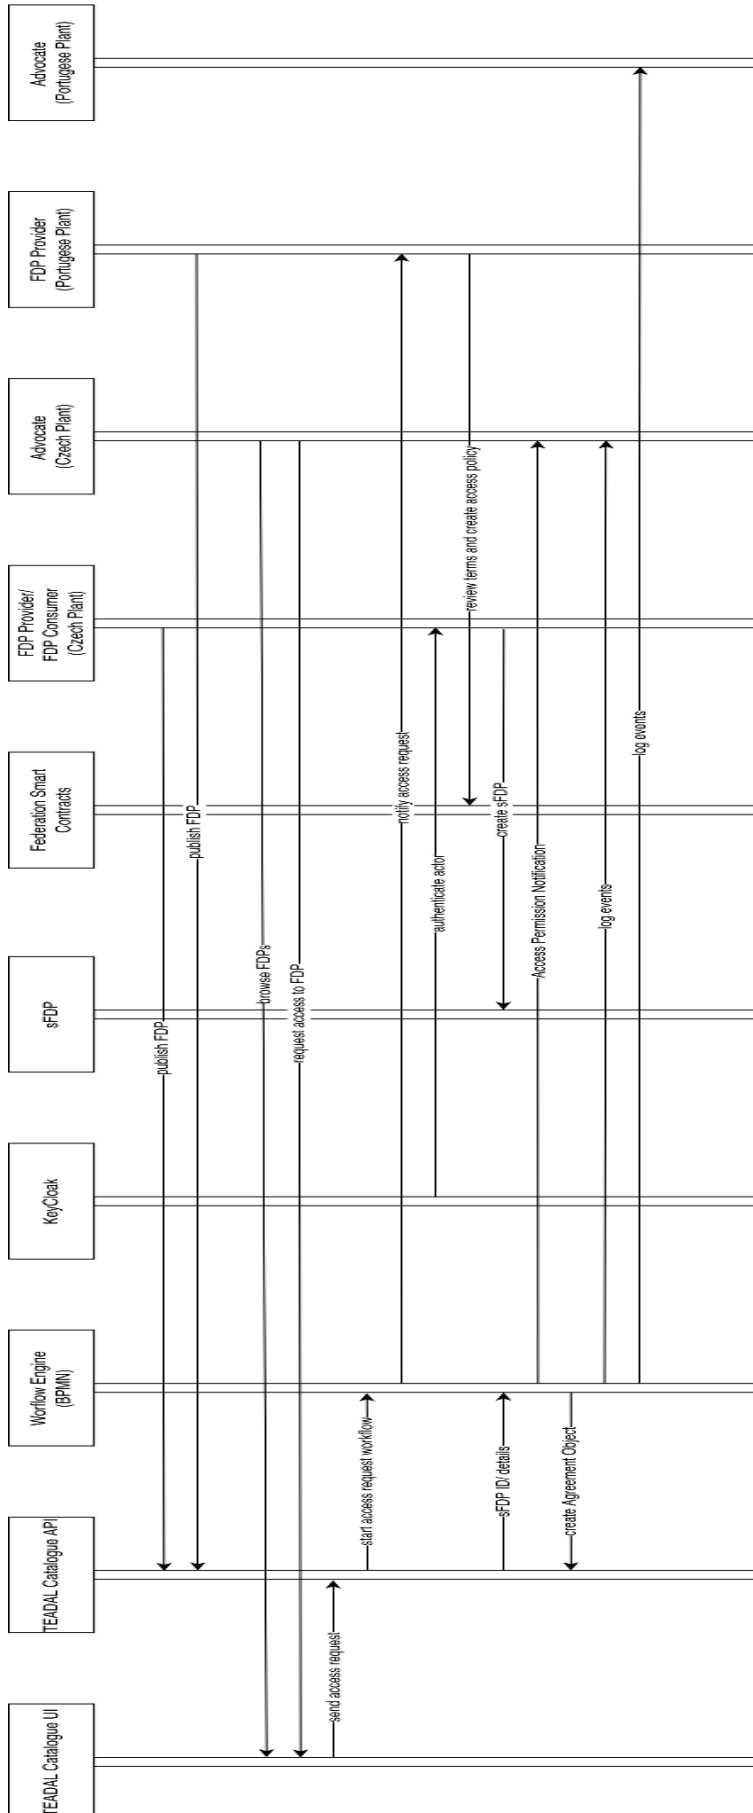 Advocate
(Portugese Plant)
FDP Provider
(Portugese Plant)
Advocate
(Czech Plant)
FDP Provider/
FDP Consumer
(Czech Plant)
Federation Smart
Contracts
sFDP
KeyCloak
Worflow Engine
(BPMN)
TEADAL Catalogue API
TEADAL Catalogue UI
publish FDP
publish FDP
browse FDPs
request access to FDP
send access request
start access request workflow
notify access request
authenticate actor
review terms and create access policy
create sFDP
sFDP ID/ details
Access Permission Notification
create Agreement Object
log events
log events